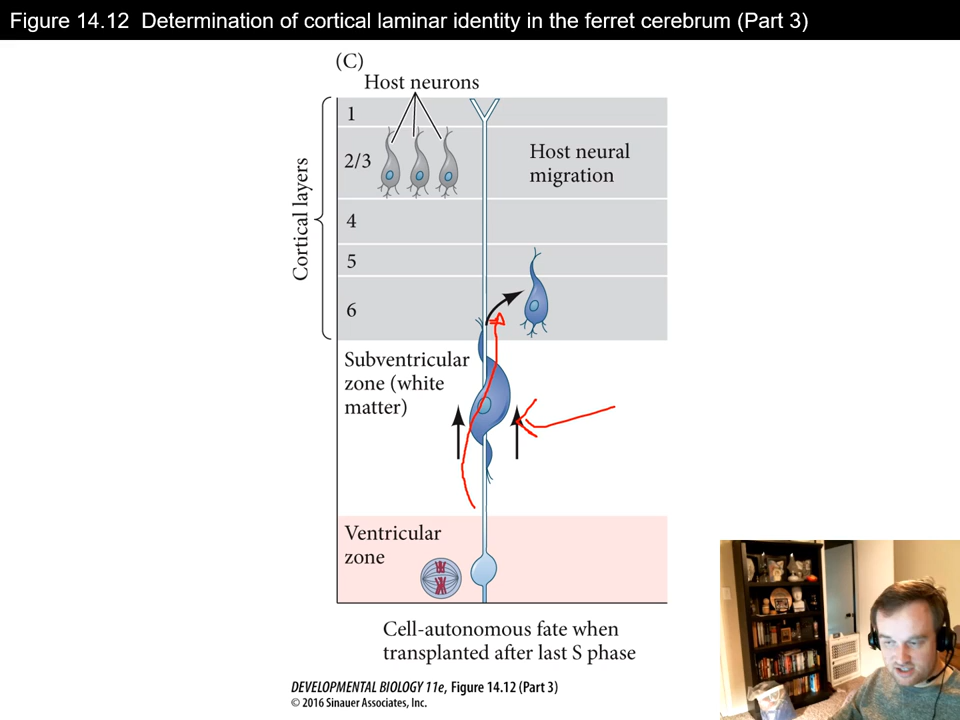 Figure 14.12 Determination of cortical laminar identity in the ferret cerebrum (Part 3)
(C)
Host neurons
Cortical layers
1
2/3
Host neural
migration
4
5
6
Subventricular
zone (white
matter)
Ventricular
zone
Cell-autonomous fate when
transplanted after last S phase
DEVELOPMENTAL BIOLOGY 11e, Figure 14.12 (Part 3)
© 2016 Sinauer Associates, Inc.